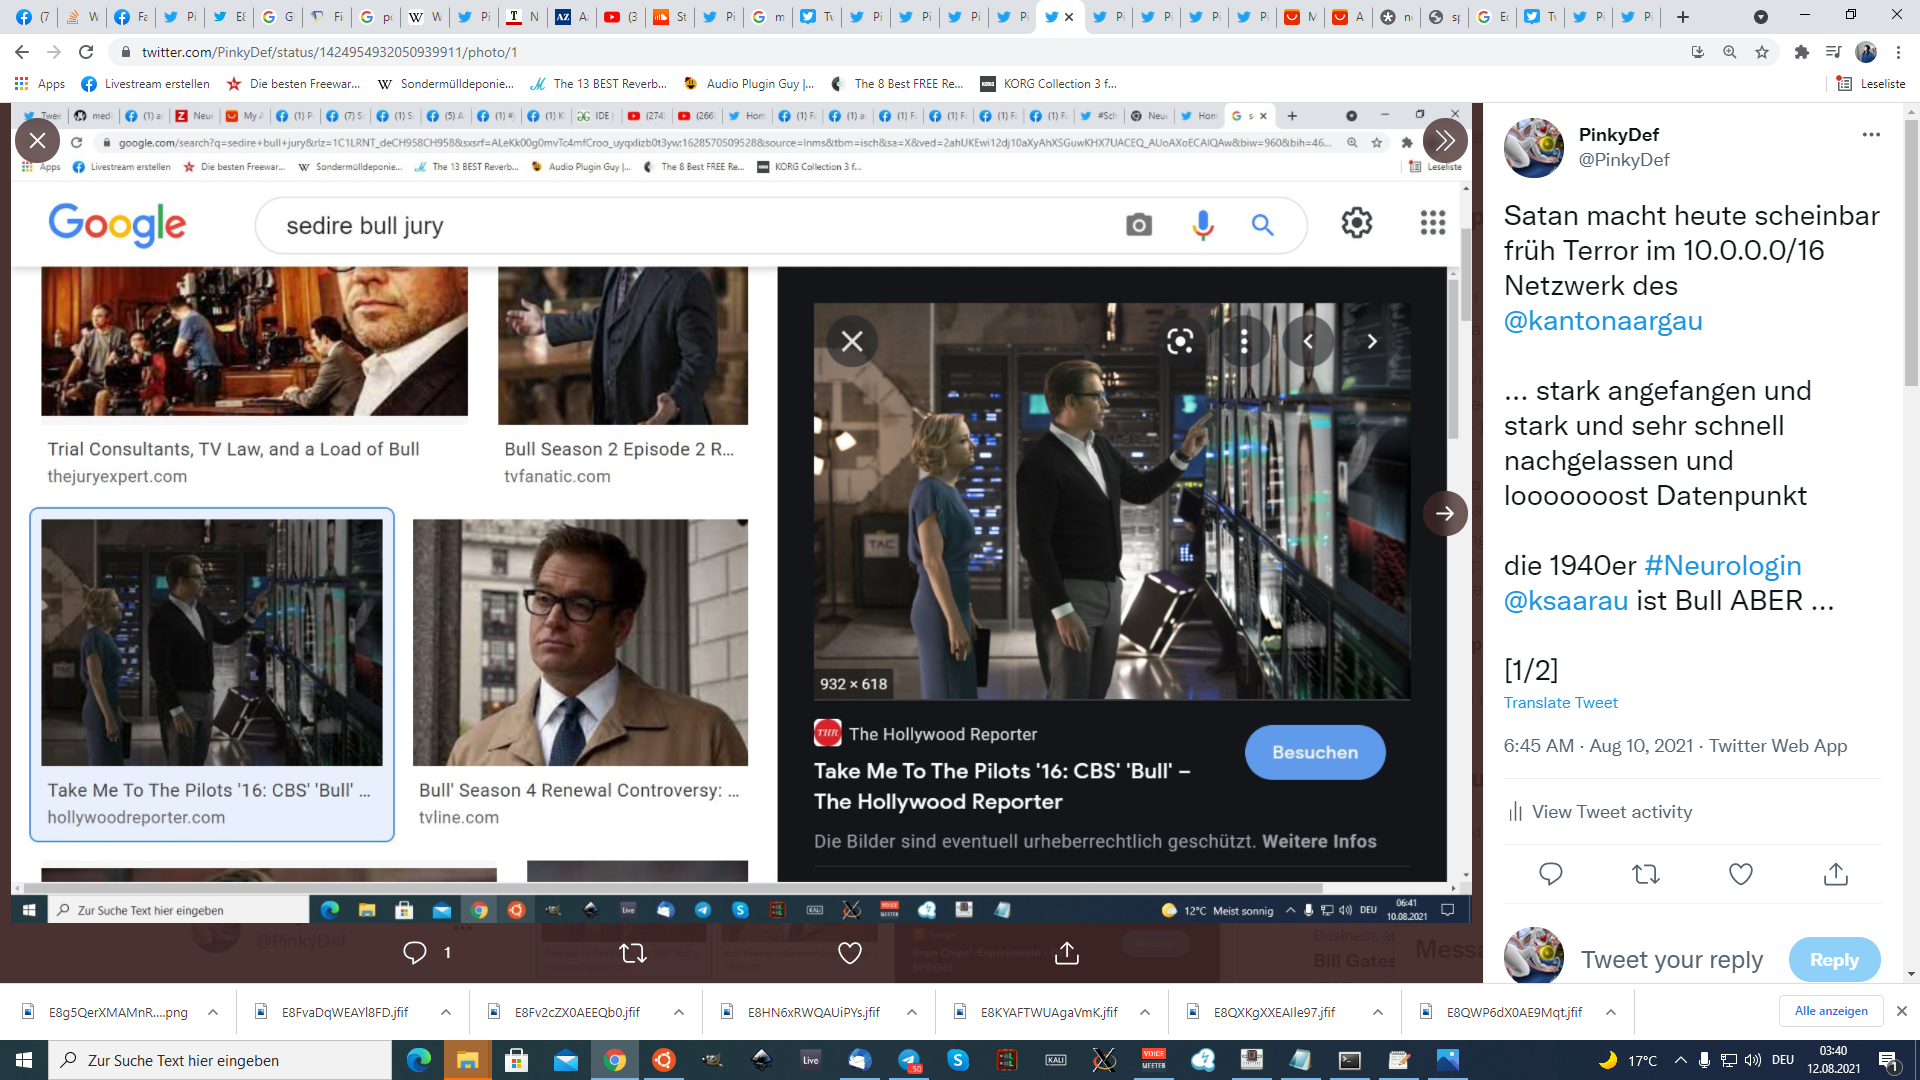 twitter.com/PinkyDef/status/1424954932050939911/photo/1
Apps
Livestream erstellen
Die besten Freewar...
Sondermülldeponie...
The 13 BEST Reverb...
Audio Plugin Guy |...
The 8 Best FREE Re...
KORG Collection 3 f...
Leseliste
Apps
Livestream erstellen
Die besten Freewar...
Sondermülldeponie...
The 13 BEST Reverb...
Audio Plugin Guy |...
The 8 Best FREE Re...
KORG Collection 3 f...
Leseliste
Google
sedire bull jury
Trial Consultants, TV Law, and a Load of Bull
thejuryexpert.com
Bull Season 2 Episode 2 R...
tvfanatic.com
Take Me To The Pilots '16: CBS' 'Bull' ...
hollywoodreporter.com
Bull' Season 4 Renewal Controversy: ...
tvline.com
TAC
932 × 618
THR
The Hollywood Reporter
Take Me To The Pilots '16: CBS' 'Bull' –
The Hollywood Reporter
Besuchen
Die Bilder sind eventuell urheberrechtlich geschützt. Weitere Infos
Zur Suche Text hier eingeben
12°C Meist sonnig
DEU
06:41
10.08.2021
1
PinkyDef
@PinkyDef
Satan macht heute scheinbar
früh Terror im 10.0.0.0/16
Netzwerk des
@kantonaargau
... stark angefangen und
stark und sehr schnell
nachgelassen und
looooooost Datenpunkt
die 1940er #Neurologin
@ksaarau ist Bull ABER ...
[1/2]
Translate Tweet
6:45 AM · Aug 10, 2021 · Twitter Web App
View Tweet activity
Tweet your reply
Reply
E8g5QerXMAMnR....png
E8FvaDqWEAYl8FD.jfif
E8Fv2cZX0AEEQb0.jfif
E8HN6xRWQAUiPYs.jfif
E8KYAFTWUAgaVmK.jfif
E8QXKgXXEAIle97.jfif
E8QWP6dX0AE9Mqt.jfif
Alle anzeigen
Zur Suche Text hier eingeben
Live
KALI
VOICE
MEETER
17°C
DEU
03:40
12.08.2021